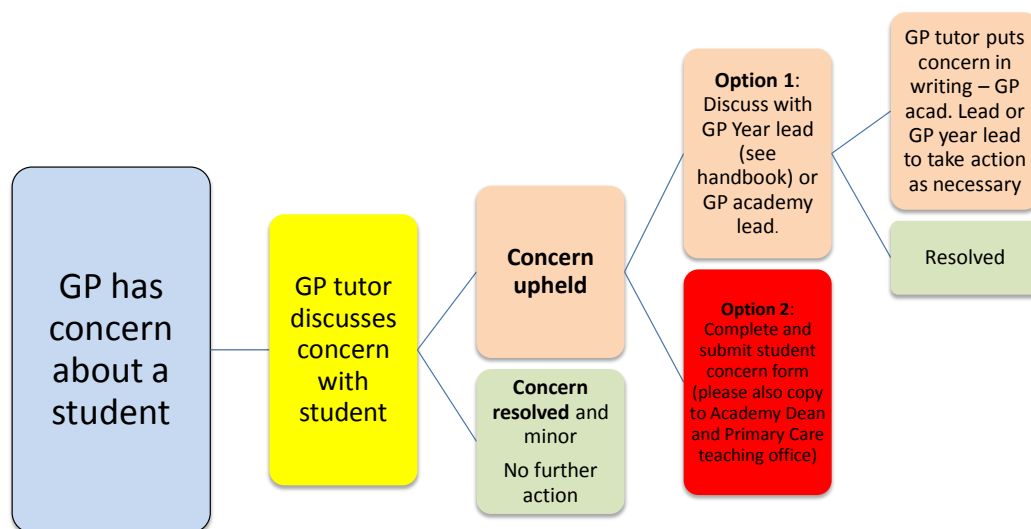 GP has
concern
about a
student
GP tutor
discusses
concern
with
student
Concern
upheld
Concern
resolved and
minor
No further
action
Option 1:
Discuss with
GP Year lead
(see
handbook) or
GP academy
lead.
Option 2:
Complete and
submit student
concern form
(please also copy
to Academy Dean
and Primary Care
teaching office)
GP tutor puts
concern in
writing – GP
acad. Lead or
GP year lead
to take action
as necessary
Resolved